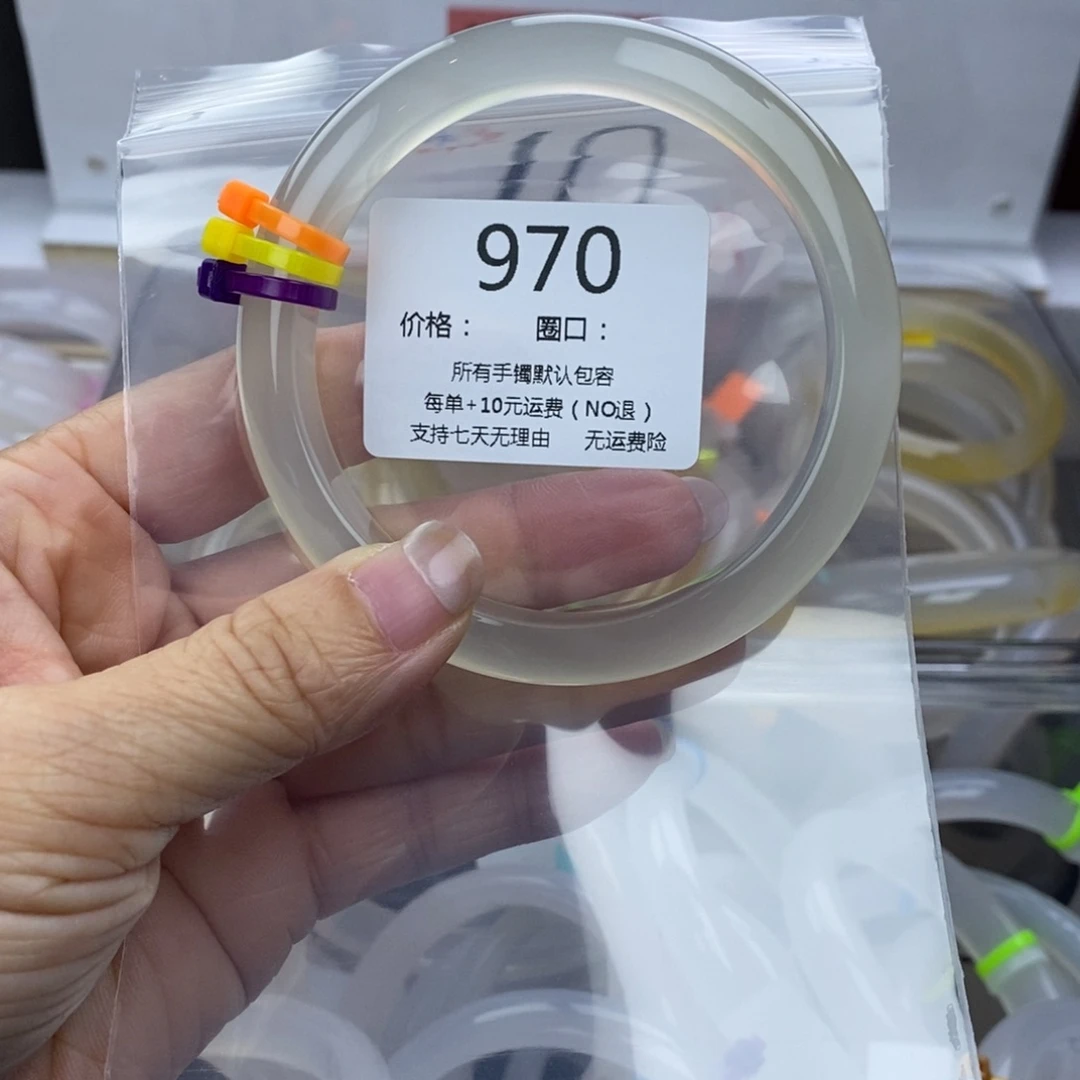 10
970
价格： 圈口：
所有手镯默认包容
每单+10元运费（NO退）
支持七天无理由 无运费险